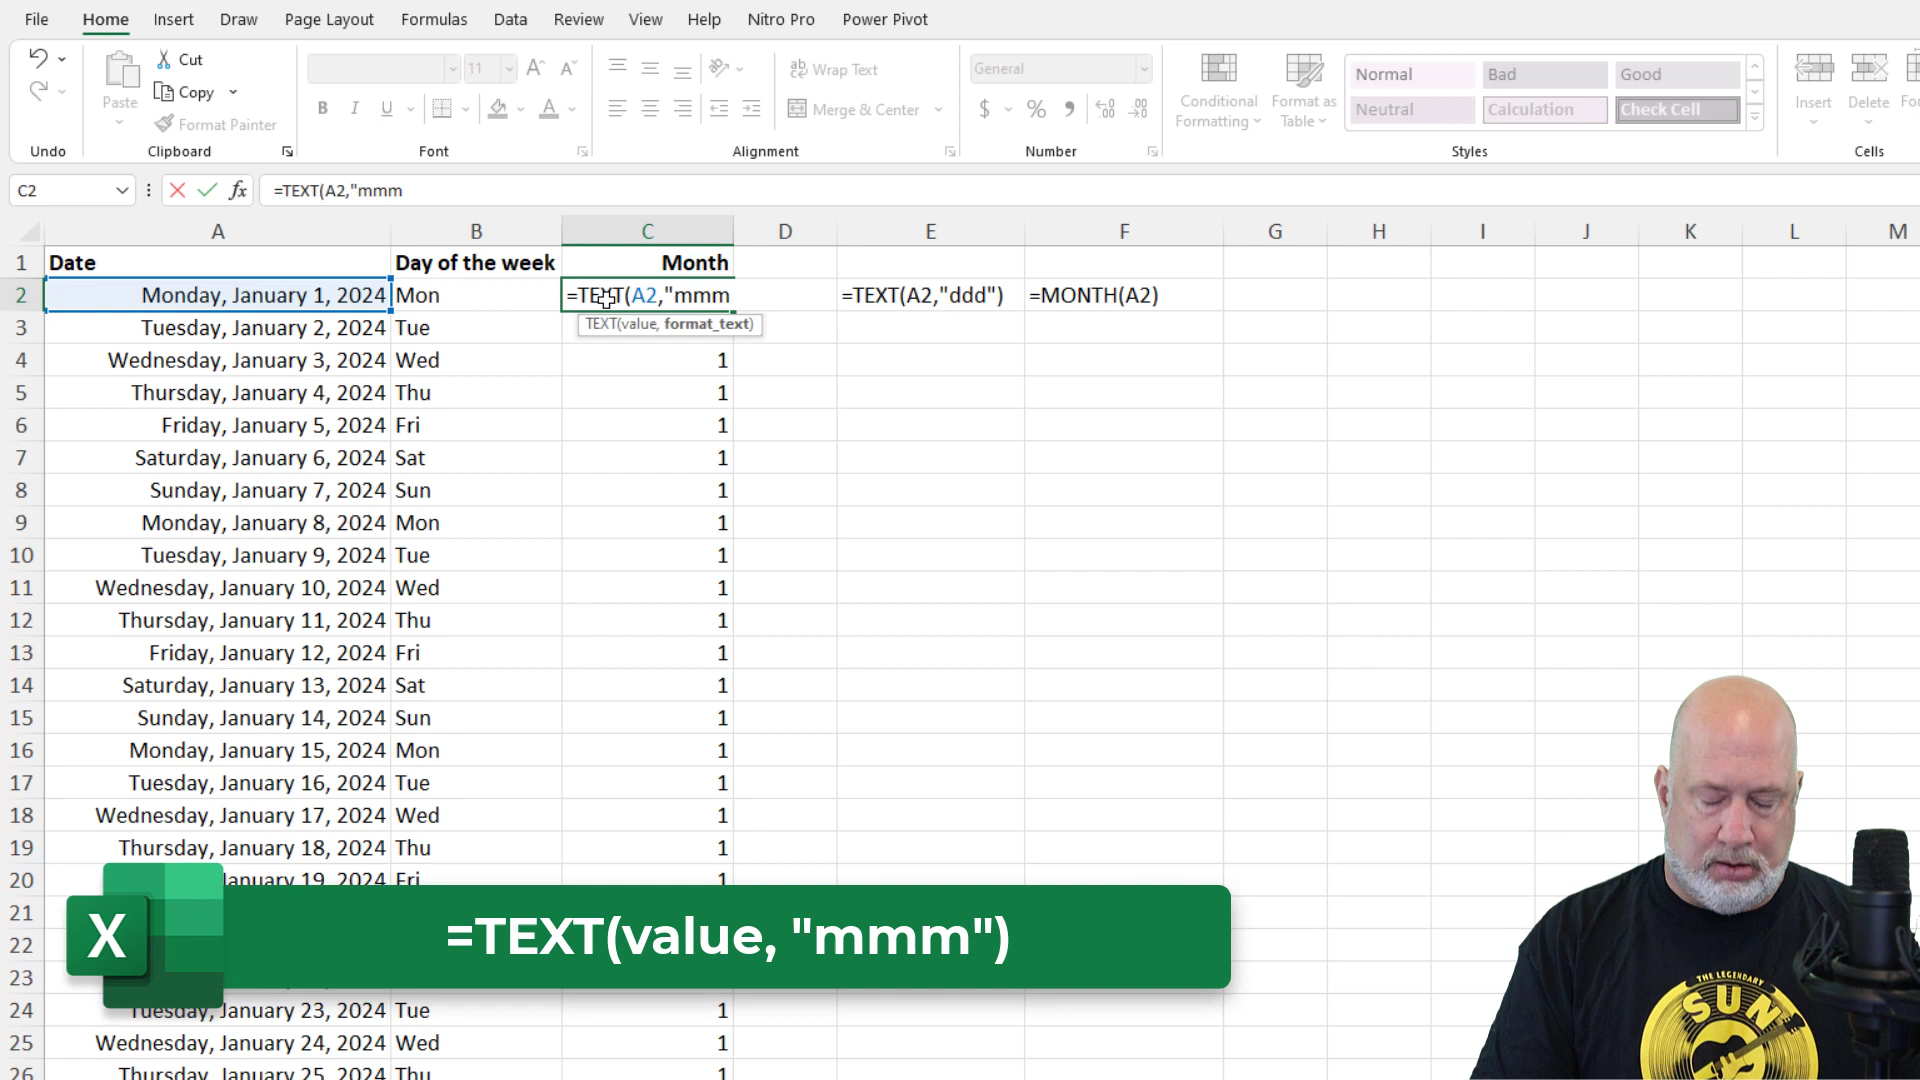 File Home Insert Draw Page Layout Formulas Data Review View Help Nitro Pro Power Pivot
Cut
Copy
Format Painter
Paste
11
Wrap Text
Merge & Center
General
Conditional Formatting
Format as Table
Normal Bad Good
Neutral Calculation Check Cell
Insert Delete
Undo Clipboard Font Alignment Number Styles Cells
C2 fx =TEXT(A2,"mmm
A B C D E F G H I J K L M
1 Date Day of the week Month
2 Monday, January 1, 2024 Mon =TEXT(A2,"mmm =TEXT(A2,"ddd") =MONTH(A2)
TEXT(value, format_text)
3 Tuesday, January 2, 2024 Tue
4 Wednesday, January 3, 2024 Wed 1
5 Thursday, January 4, 2024 Thu 1
6 Friday, January 5, 2024 Fri 1
7 Saturday, January 6, 2024 Sat 1
8 Sunday, January 7, 2024 Sun 1
9 Monday, January 8, 2024 Mon 1
10 Tuesday, January 9, 2024 Tue 1
11 Wednesday, January 10, 2024 Wed 1
12 Thursday, January 11, 2024 Thu 1
13 Friday, January 12, 2024 Fri 1
14 Saturday, January 13, 2024 Sat 1
15 Sunday, January 14, 2024 Sun 1
16 Monday, January 15, 2024 Mon 1
17 Tuesday, January 16, 2024 Tue 1
18 Wednesday, January 17, 2024 Wed 1
19 Thursday, January 18, 2024 Thu 1
20 January 19, 2024 Fri 1
21
22
23
X =TEXT(value, "mmm")
24 Tuesday, January 23, 2024 Tue 1
25 Wednesday, January 24, 2024 Wed 1
26 Thursday, January 25, 2024 Thu 1
THE LEGENDARY
SUN